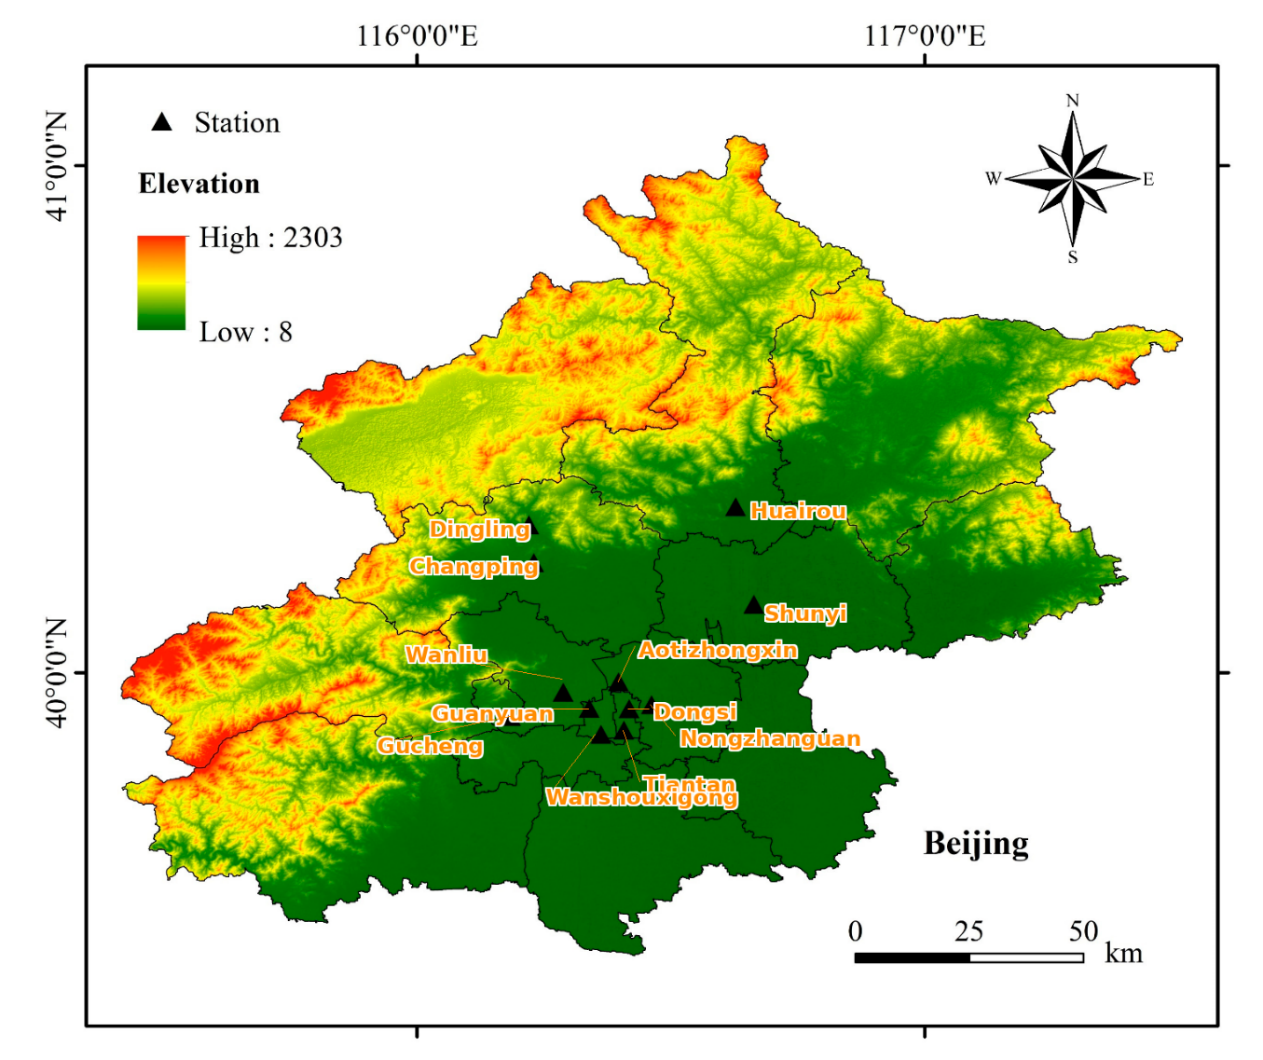 116°0'0"E
117°0'0"E
41°0'0"N
40°0'0"N
Station
Elevation
High : 2303
Low : 8
N
W
E
S
Huairou
Dingling
Changping
Shunyi
Aotizhongxin
Wanliu
Guanyuan
Dongsi
Nongzhanguan
Gucheng
Tiantan
Wanshouxigong
Beijing
0
25
50
km